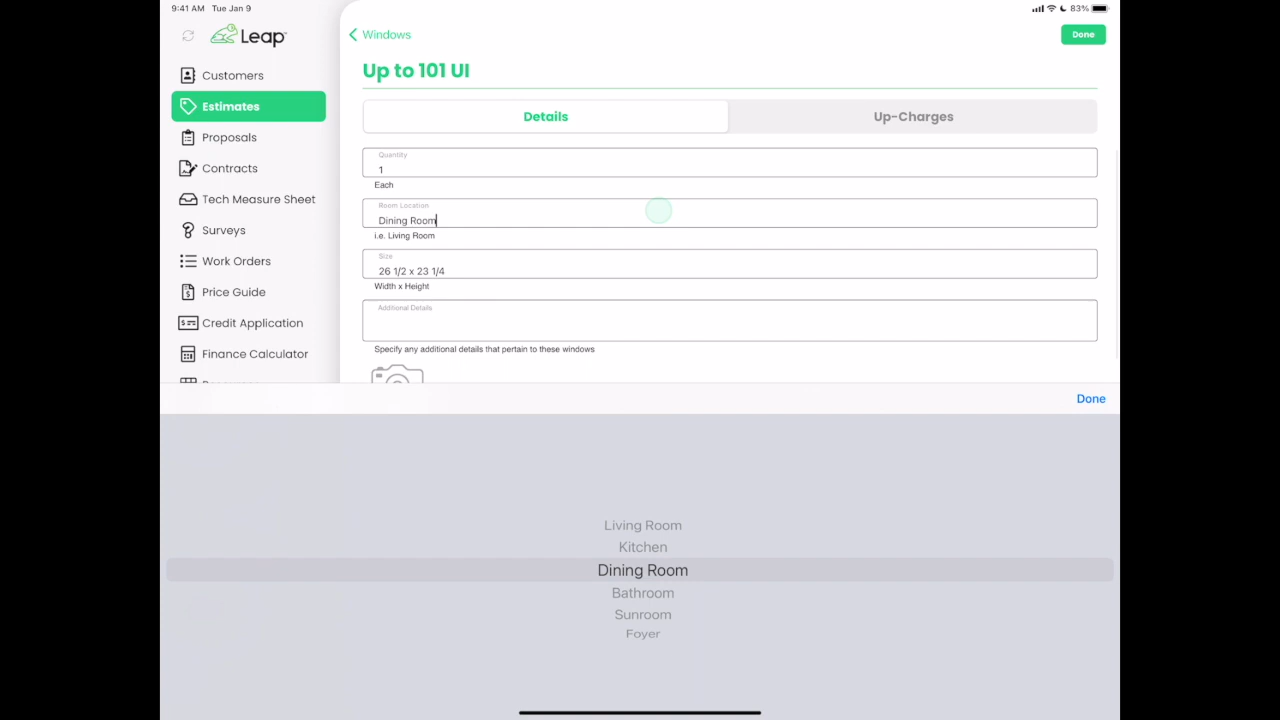 9:41 AM Tue Jan 9
83%
Leap
Customers
Estimates
Proposals
Contracts
Tech Measure Sheet
Surveys
Work Orders
Price Guide
Credit Application
Finance Calculator
Windows
Done
Up to 101 UI
Details
Up-Charges
Quantity
1
Each
Room Location
Dining Room
i.e. Living Room
Size
26 1/2 x 23 1/4
Width x Height
Additional Details
Specify any additional details that pertain to these windows
Done
Living Room
Kitchen
Dining Room
Bathroom
Sunroom
Foyer